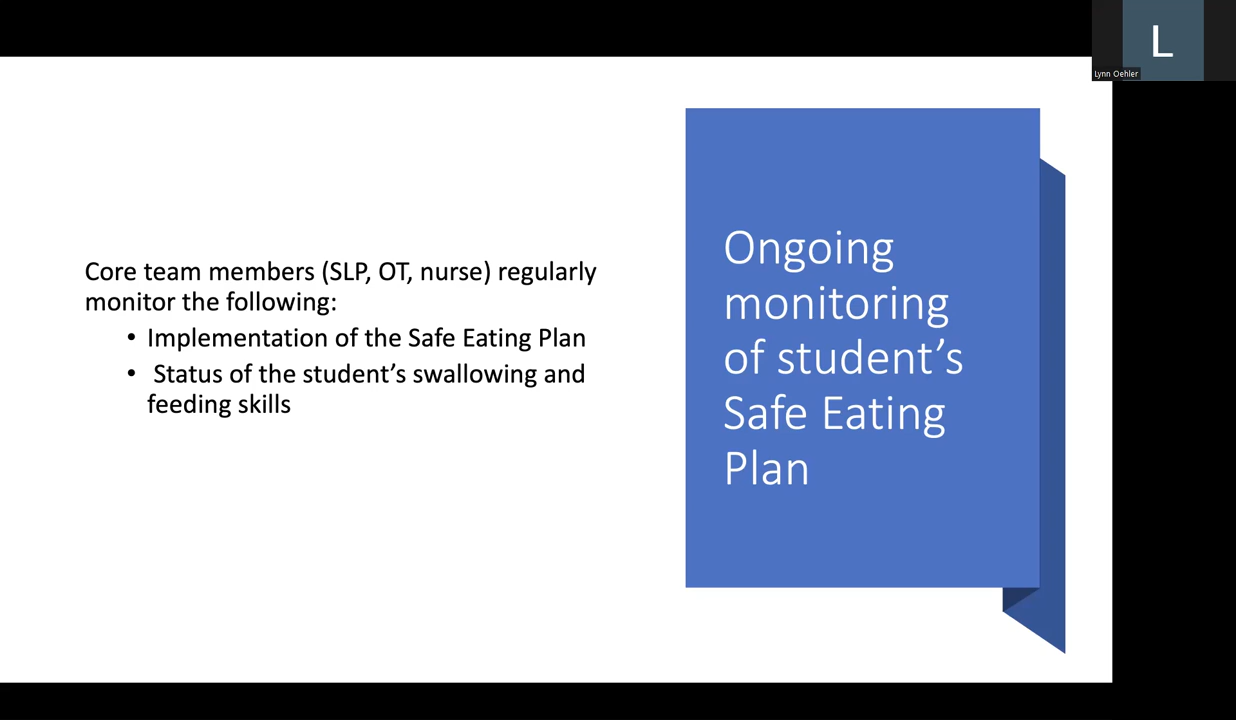 L
Lynn Oehler
Core team members (SLP, OT, nurse) regularly
monitor the following:
• Implementation of the Safe Eating Plan
• Status of the student’s swallowing and
feeding skills
Ongoing
monitoring
of student’s
Safe Eating
Plan